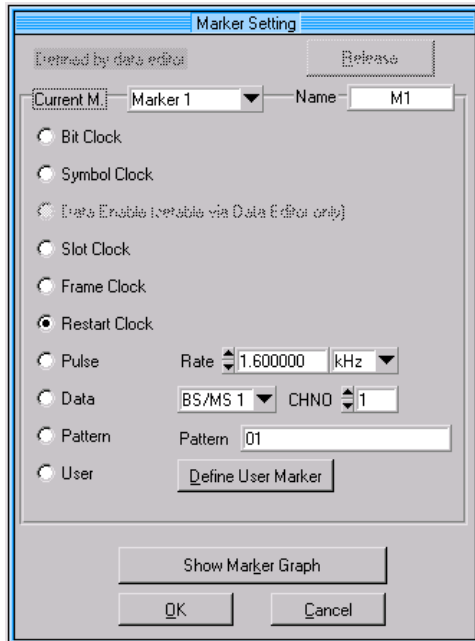 Marker Setting
Defined by data editor Release
Current M. Marker 1 Name M1
Bit Clock
Symbol Clock
Data Enable (setable via Data Editor only)
Slot Clock
Frame Clock
Restart Clock
Pulse Rate 1.600000 kHz
Data BS/MS 1 CHNO 1
Pattern Pattern 01
User Define User Marker
Show Marker Graph
OK Cancel